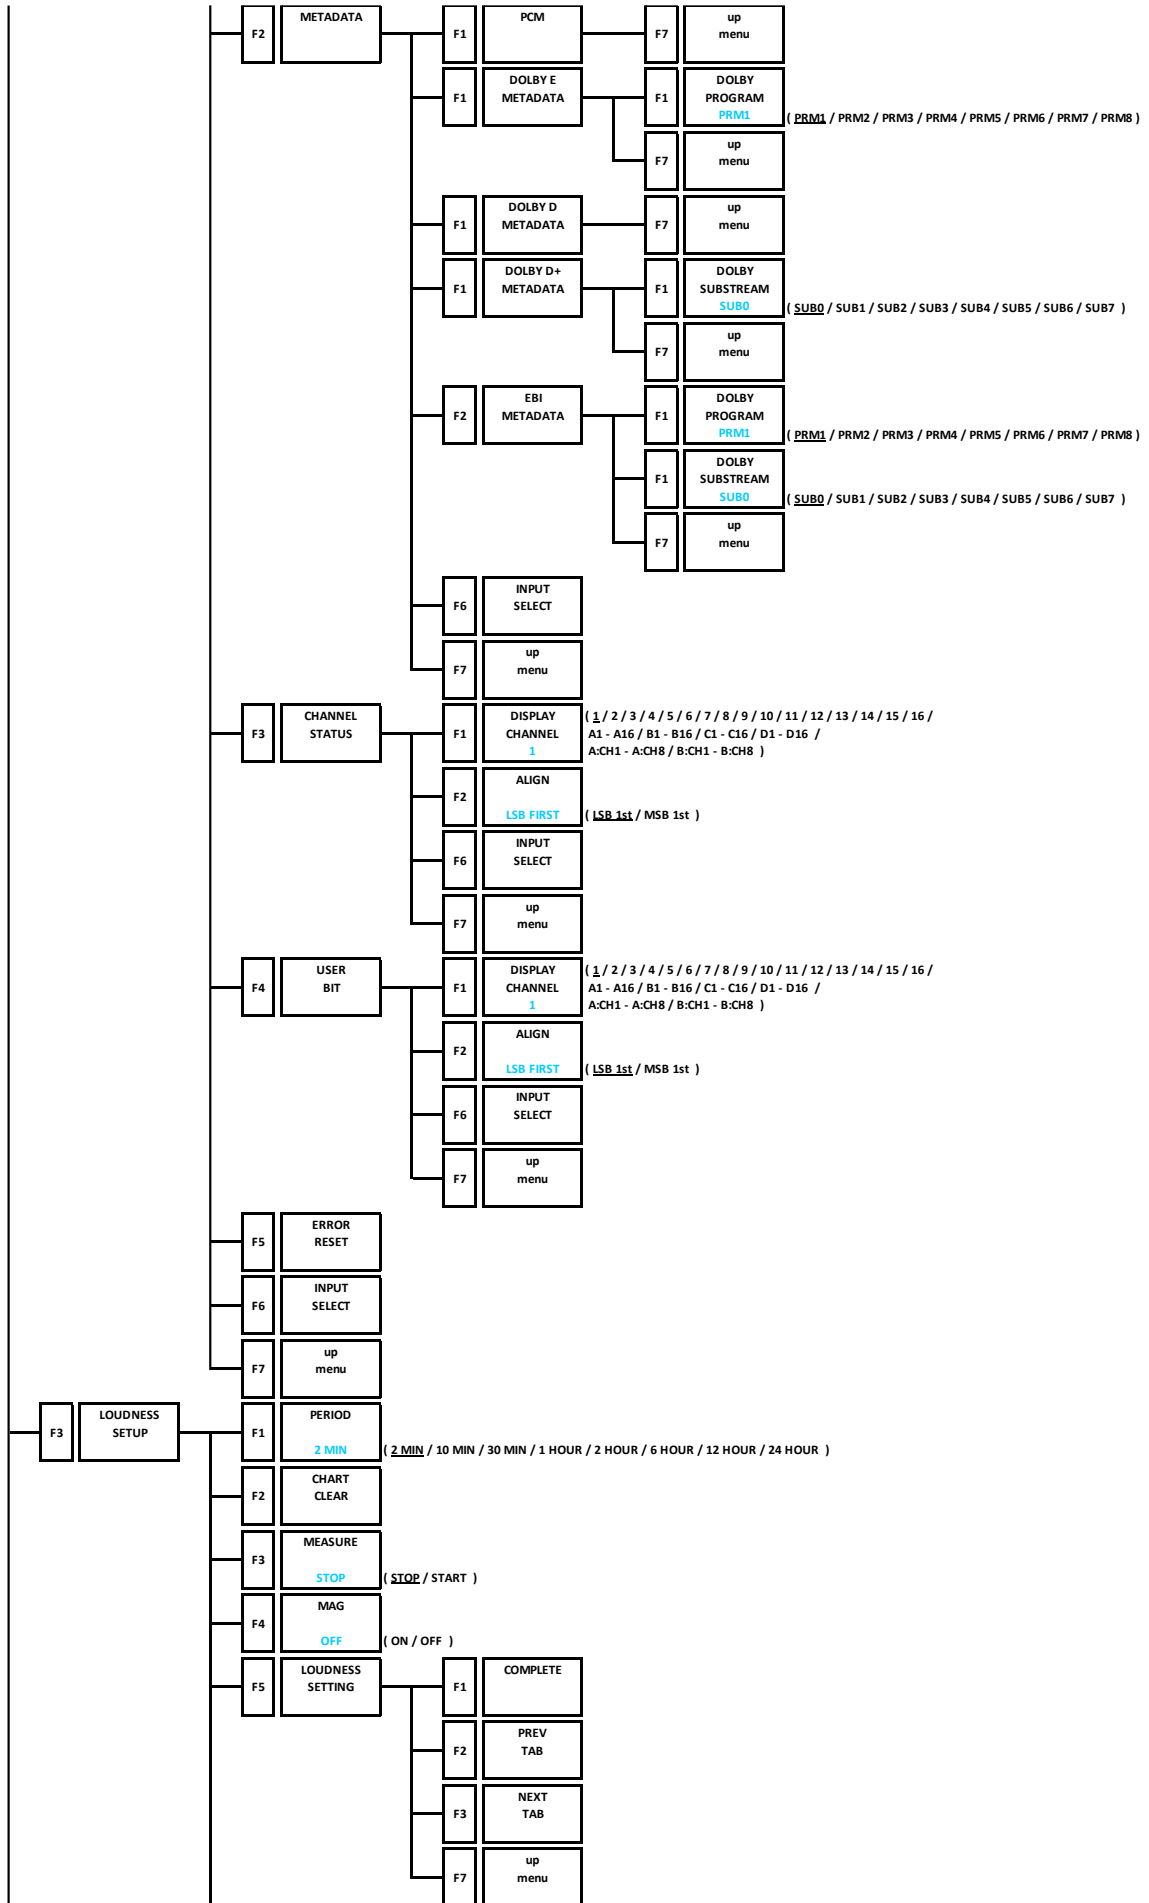 F2
METADATA
F1
PCM
F7
up
menu
F1
DOLBY E
METADATA
F1
DOLBY
PROGRAM
PRM1
( PRM1 / PRM2 / PRM3 / PRM4 / PRM5 / PRM6 / PRM7 / PRM8 )
F7
up
menu
F1
DOLBY D
METADATA
F7
up
menu
F1
DOLBY D+
METADATA
F1
DOLBY
SUBSTREAM
SUB0
( SUB0 / SUB1 / SUB2 / SUB3 / SUB4 / SUB5 / SUB6 / SUB7 )
F7
up
menu
F2
EBI
METADATA
F1
DOLBY
PROGRAM
PRM1
( PRM1 / PRM2 / PRM3 / PRM4 / PRM5 / PRM6 / PRM7 / PRM8 )
F1
DOLBY
SUBSTREAM
SUB0
( SUB0 / SUB1 / SUB2 / SUB3 / SUB4 / SUB5 / SUB6 / SUB7 )
F7
up
menu
F6
INPUT
SELECT
F7
up
menu
F3
CHANNEL
STATUS
F1
DISPLAY
CHANNEL
1
( 1 / 2 / 3 / 4 / 5 / 6 / 7 / 8 / 9 / 10 / 11 / 12 / 13 / 14 / 15 / 16 /
A1 - A16 / B1 - B16 / C1 - C16 / D1 - D16 /
A:CH1 - A:CH8 / B:CH1 - B:CH8 )
F2
ALIGN
LSB FIRST
( LSB 1st / MSB 1st )
F6
INPUT
SELECT
F7
up
menu
F4
USER
BIT
F1
DISPLAY
CHANNEL
1
( 1 / 2 / 3 / 4 / 5 / 6 / 7 / 8 / 9 / 10 / 11 / 12 / 13 / 14 / 15 / 16 /
A1 - A16 / B1 - B16 / C1 - C16 / D1 - D16 /
A:CH1 - A:CH8 / B:CH1 - B:CH8 )
F2
ALIGN
LSB FIRST
( LSB 1st / MSB 1st )
F6
INPUT
SELECT
F7
up
menu
F5
ERROR
RESET
F6
INPUT
SELECT
F7
up
menu
F3
LOUDNESS
SETUP
F1
PERIOD
2 MIN
( 2 MIN / 10 MIN / 30 MIN / 1 HOUR / 2 HOUR / 6 HOUR / 12 HOUR / 24 HOUR )
F2
CHART
CLEAR
F3
MEASURE
STOP
( STOP / START )
F4
MAG
OFF
( ON / OFF )
F5
LOUDNESS
SETTING
F1
COMPLETE
F2
PREV
TAB
F3
NEXT
TAB
F7
up
menu